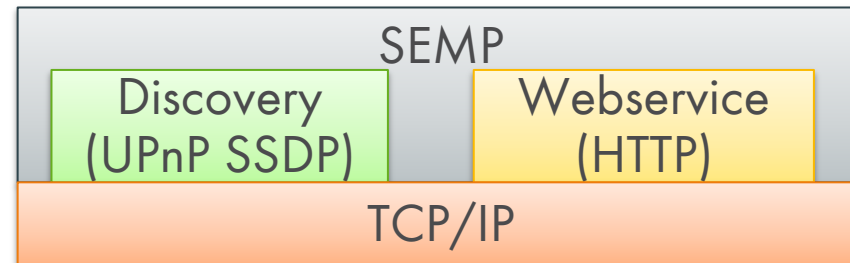 SEMP
Discovery
(UPnP SSDP)
Webservice
(HTTP)
TCP/IP